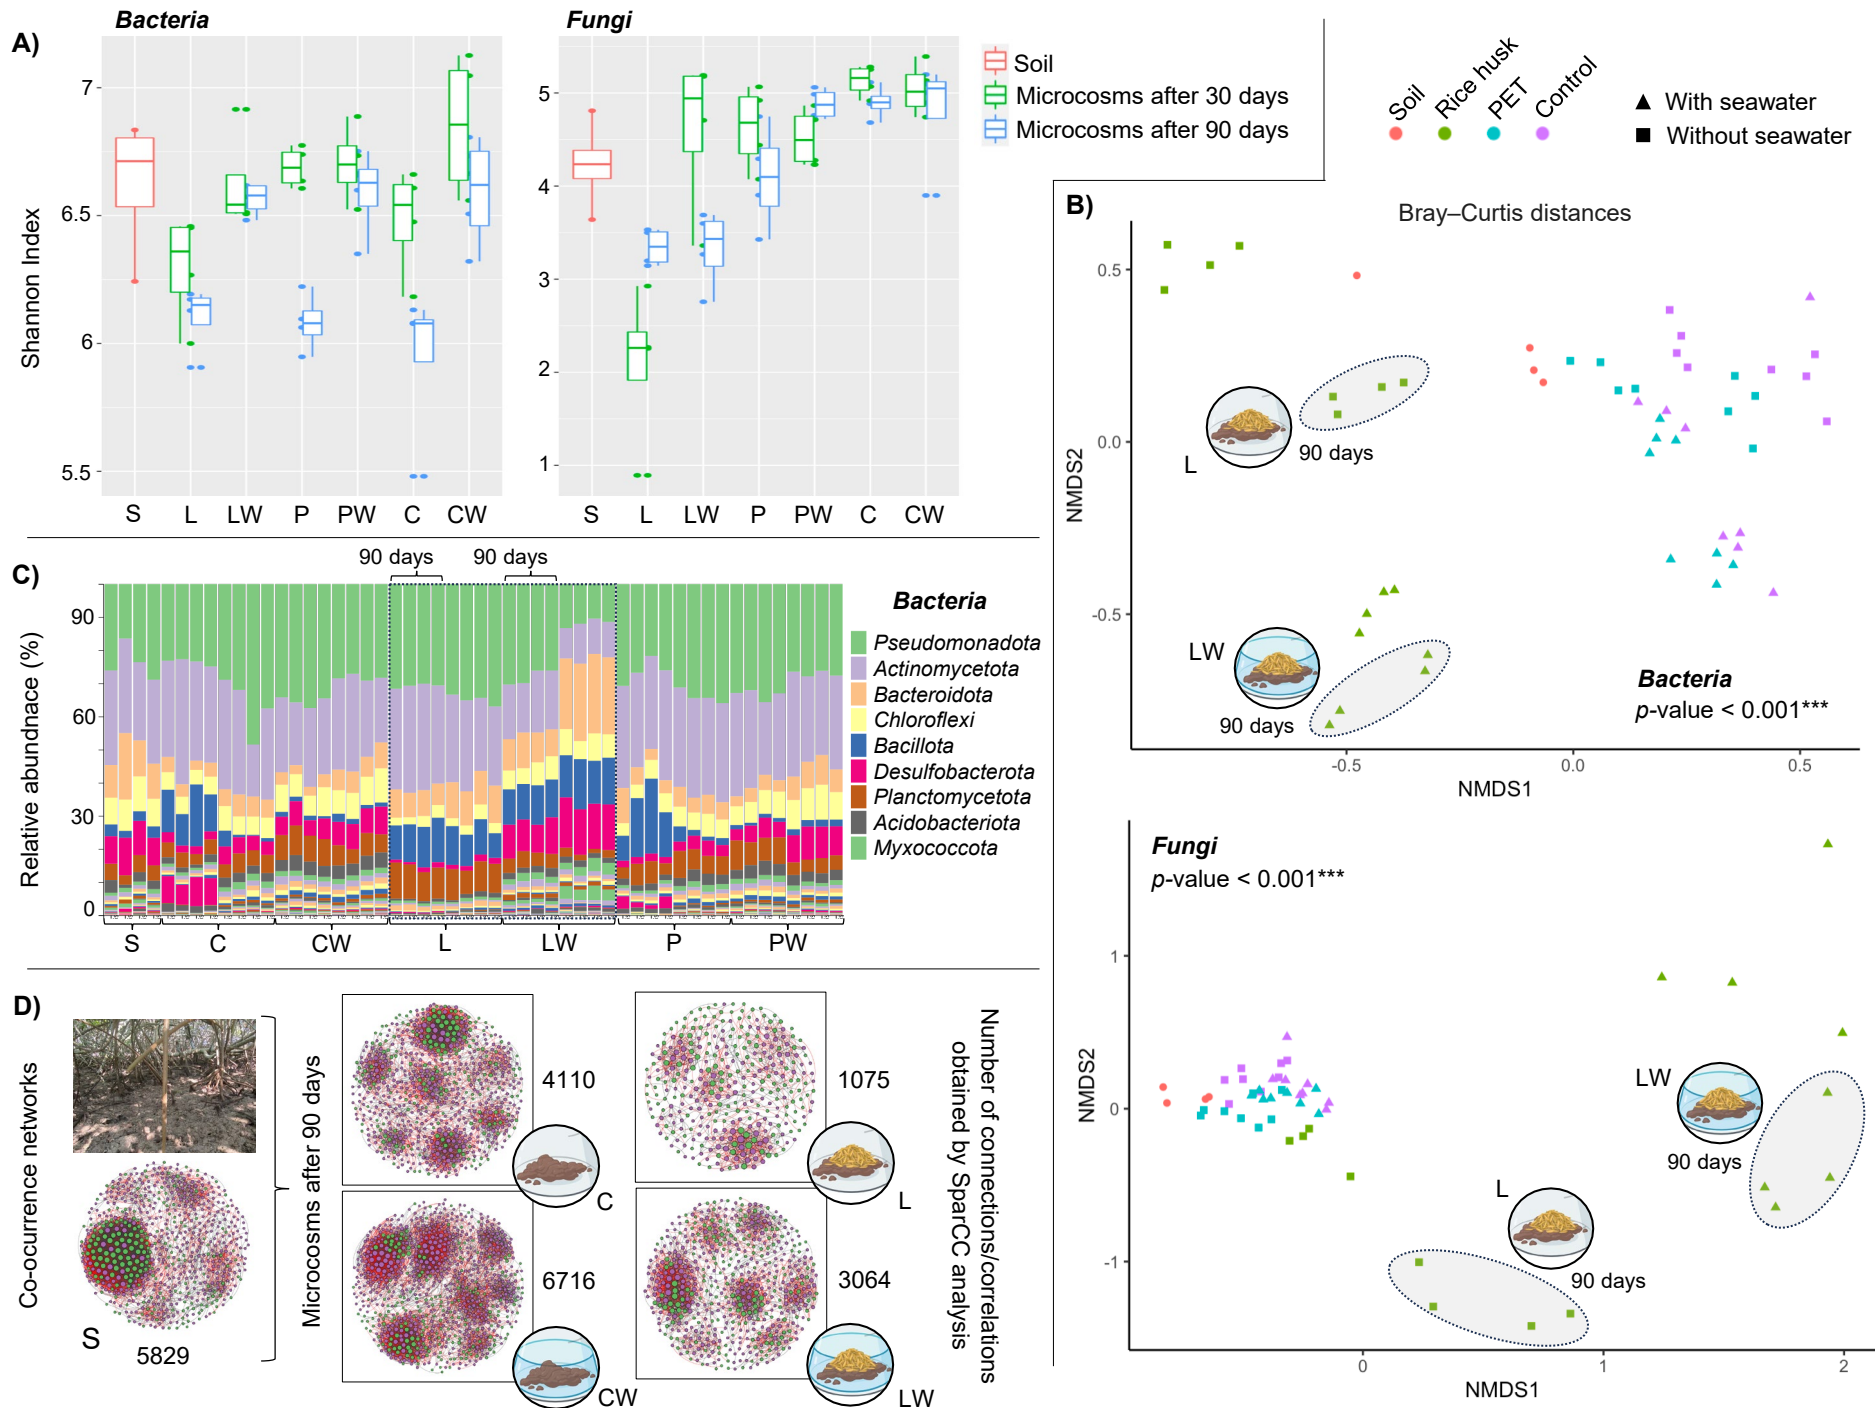 A)
Bacteria
Fungi
Shannon Index
7
6.5
6
5.5
S L LW P PW C CW
5
4
3
2
1
S L LW P PW C CW
Soil
Microcosms after 30 days
Microcosms after 90 days
Soil
Rice husk
PET
Control
With seawater
Without seawater
B)
Bray–Curtis distances
NMDS2
0.5
0.0
-0.5
L
90 days
LW
90 days
Bacteria
p-value < 0.001***
-0.5 0.0 0.5
NMDS1
Fungi
p-value < 0.001***
NMDS2
1
0
-1
LW
90 days
L
90 days
0 1 2
NMDS1
C)
90 days 90 days
Relative abundnace (%)
90
60
30
0
S C CW L LW P PW
Bacteria
Pseudomonadota
Actinomycetota
Bacteroidota
Chloroflexi
Bacillota
Desulfobacterota
Planctomycetota
Acidobacteriota
Myxococcota
D)
Co-ocurrence networks
S
5829
Microcosms after 90 days
4110
C
1075
L
6716
CW
3064
LW
Number of connections/correlations
obtained by SparCC analysis